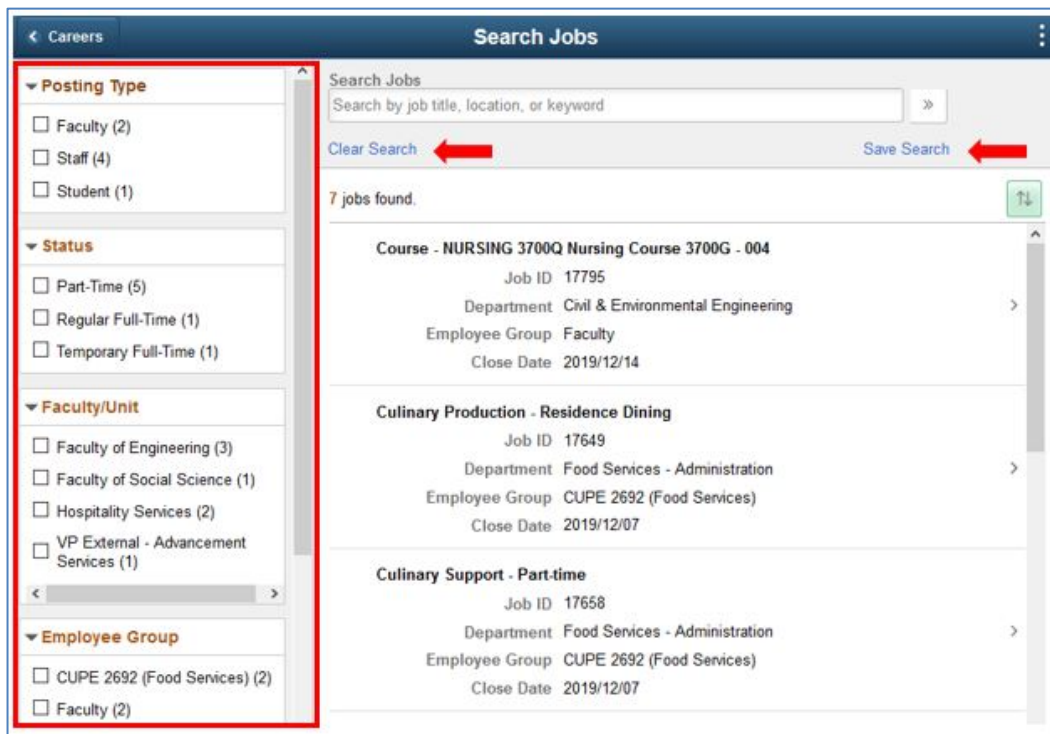 Careers
Search Jobs
Posting Type
Faculty (2)
Staff (4)
Student (1)
Status
Part-Time (5)
Regular Full-Time (1)
Temporary Full-Time (1)
Faculty/Unit
Faculty of Engineering (3)
Faculty of Social Science (1)
Hospitality Services (2)
VP External - Advancement
Services (1)
Employee Group
CUPE 2692 (Food Services) (2)
Faculty (2)
Search Jobs
Search by job title, location, or keyword
Clear Search
Save Search
7 jobs found.
Course - NURSING 3700Q Nursing Course 3700G - 004
Job ID 17795
Department Civil & Environmental Engineering
Employee Group Faculty
Close Date 2019/12/14
Culinary Production - Residence Dining
Job ID 17649
Department Food Services - Administration
Employee Group CUPE 2692 (Food Services)
Close Date 2019/12/07
Culinary Support - Part-time
Job ID 17658
Department Food Services - Administration
Employee Group CUPE 2692 (Food Services)
Close Date 2019/12/07